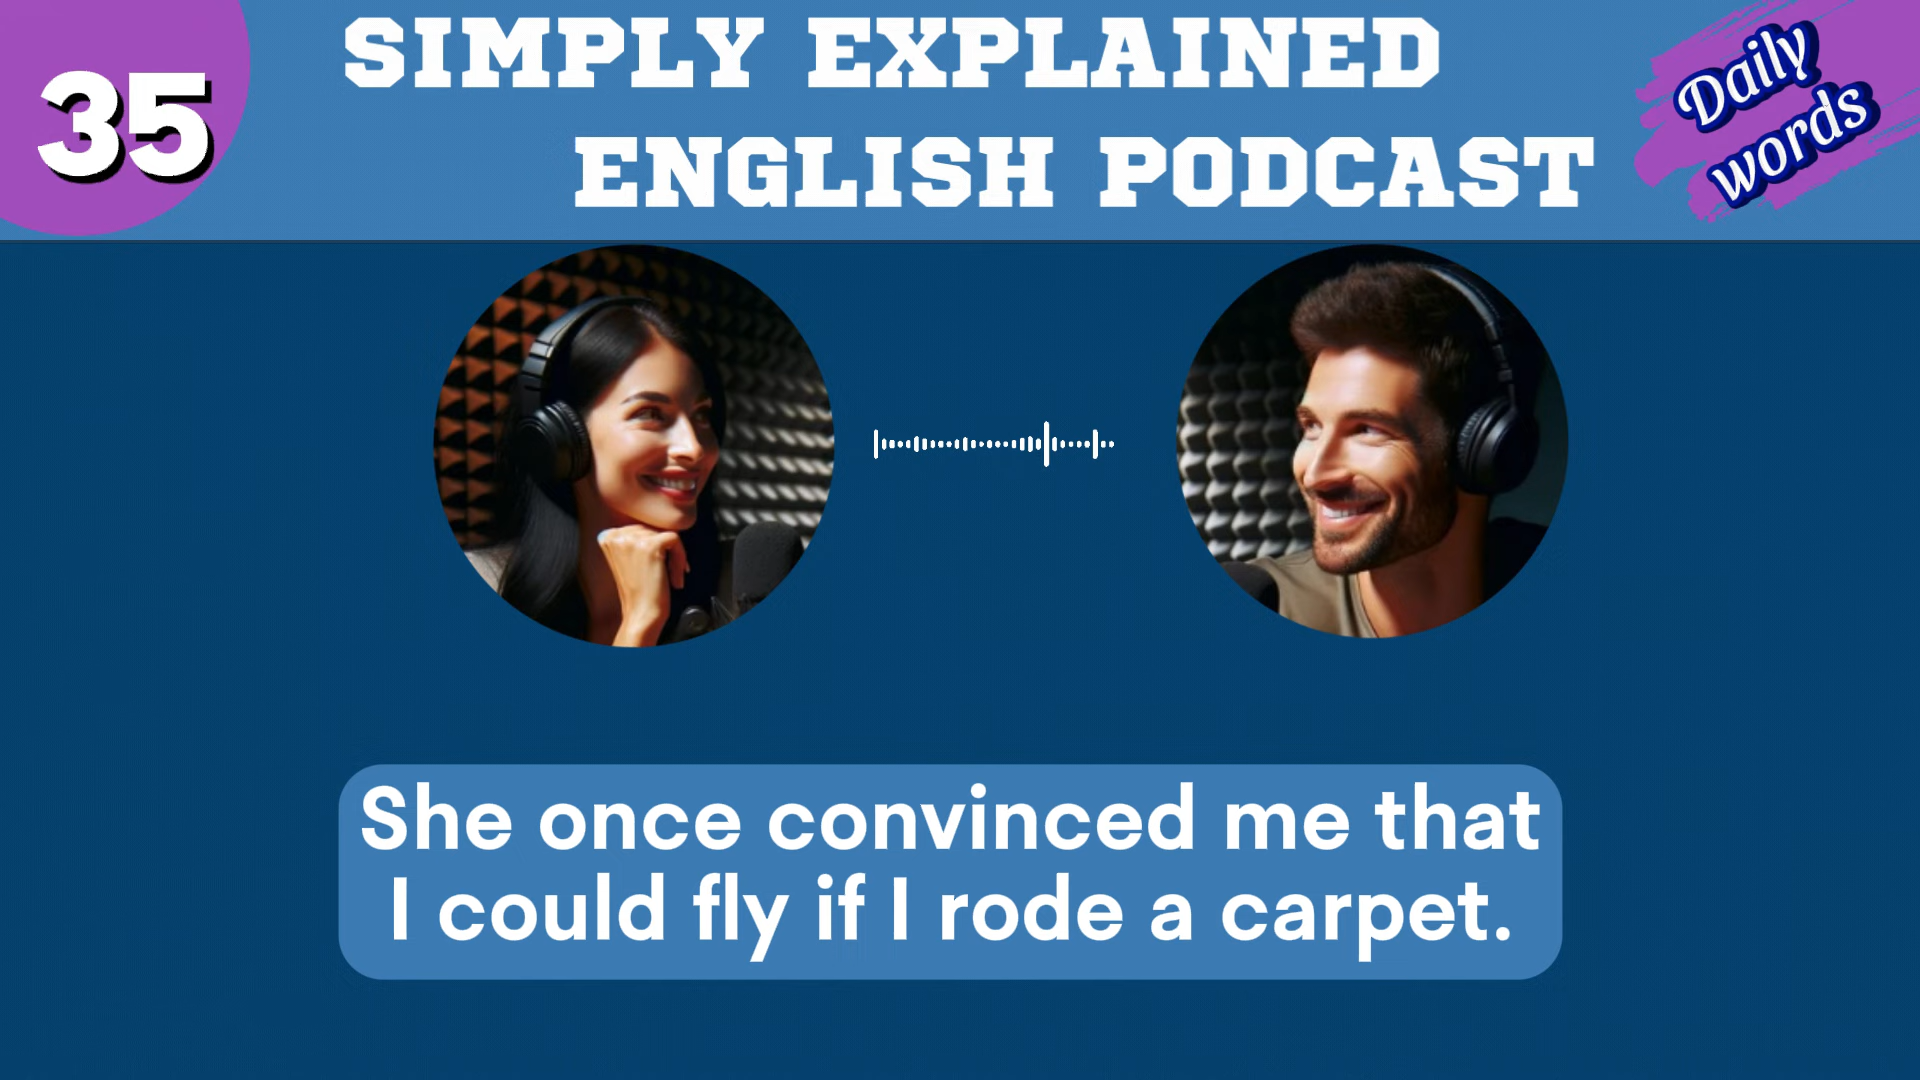 35
SIMPLY EXPLAINED
ENGLISH PODCAST
Daily
words
She once convinced me that
I could fly if I rode a carpet.